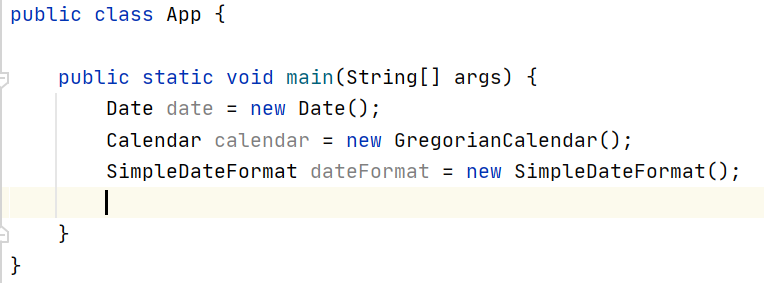 public class App {
public static void main(String[] args) {
Date date = new Date();
Calendar calendar = new GregorianCalendar();
SimpleDateFormat dateFormat = new SimpleDateFormat();
}
}